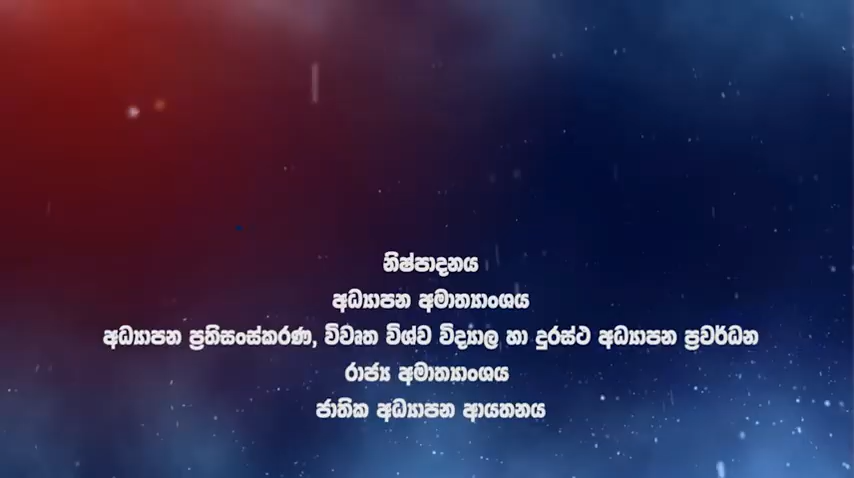 නිෂ්පාදනය
අධ්‍යාපන අමාත්‍යාංශය
අධ්‍යාපන ප්‍රතිසංස්කරණ, විවෘත විශ්ව විද්‍යාල හා දුරස්ථ අධ්‍යාපන ප්‍රවර්ධන
රාජ්‍ය අමාත්‍යාංශය
ජාතික අධ්‍යාපන ආයතනය